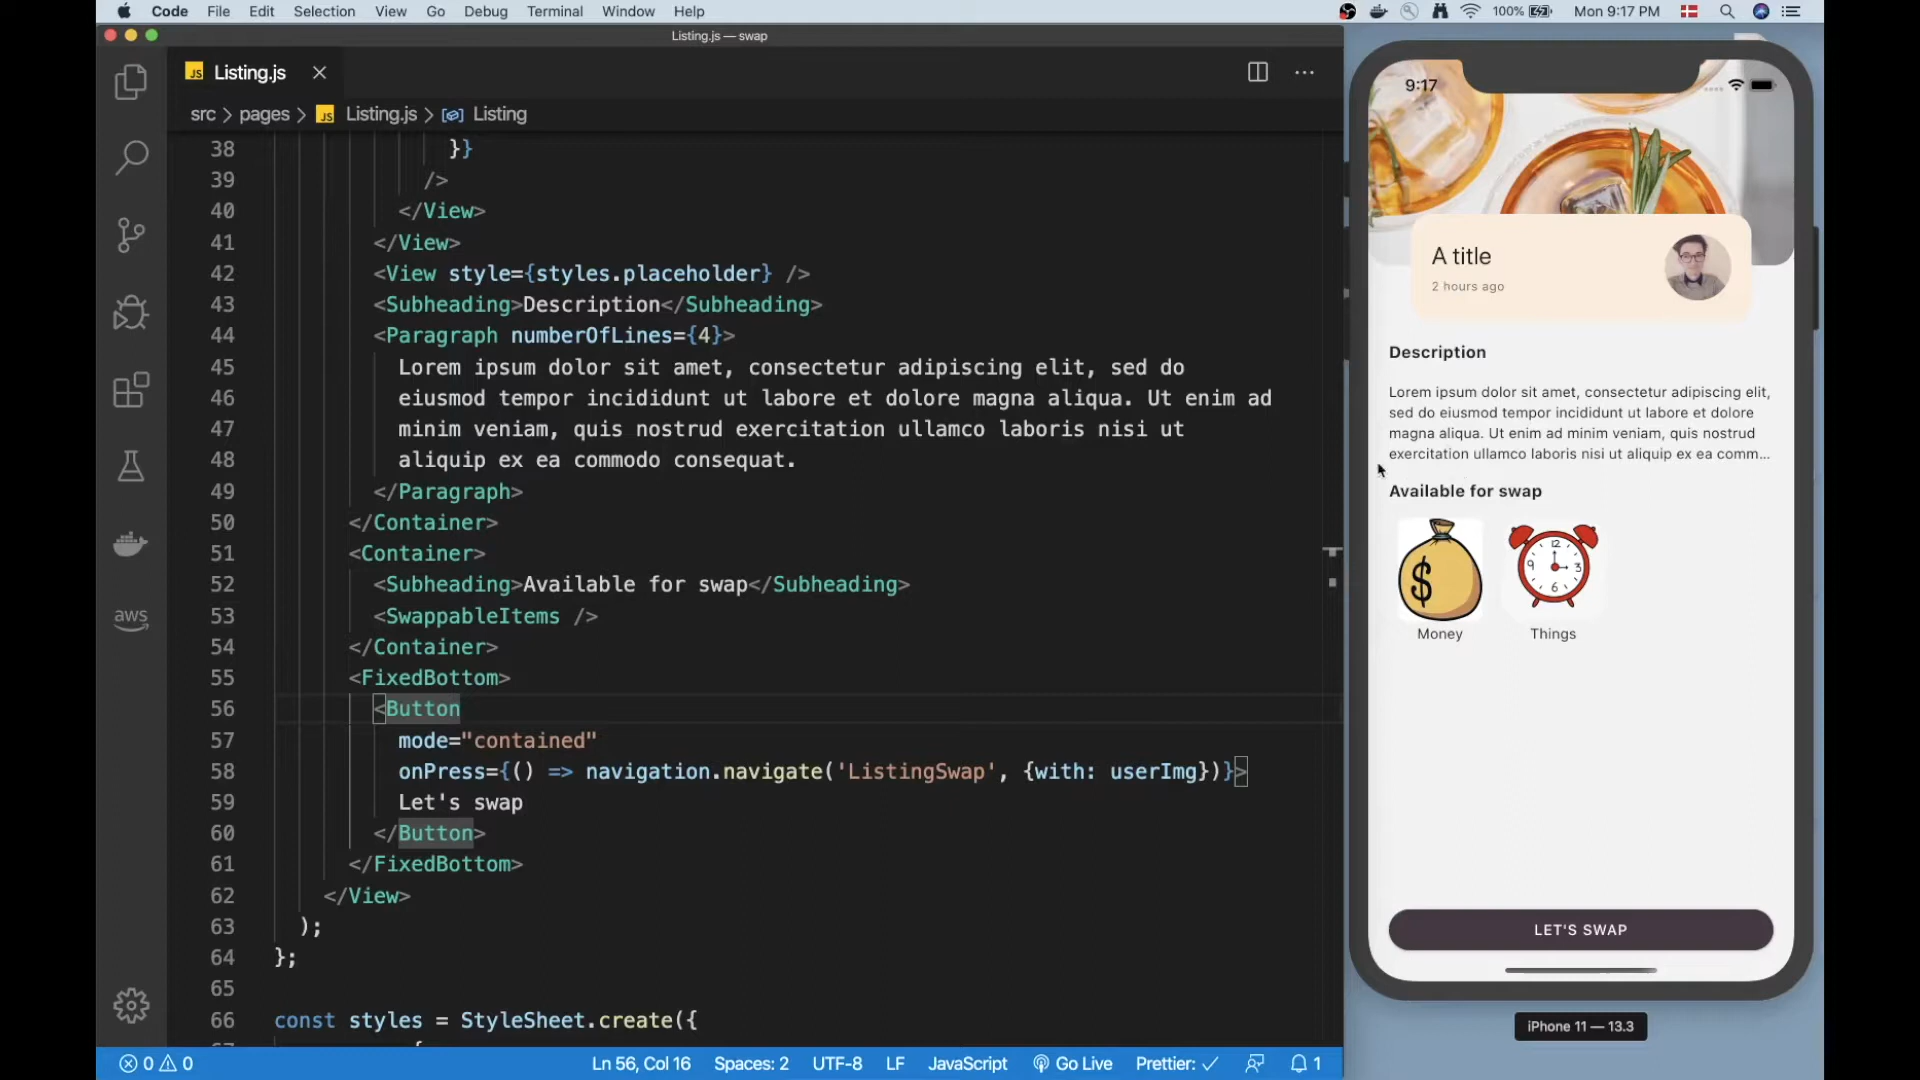 Code File Edit Selection View Go Debug Terminal Window Help
100% Mon 9:17 PM
Listing.js — swap
JS Listing.js
src > pages > JS Listing.js > Listing
38 }}
39 />
40 </View>
41 </View>
42 <View style={styles.placeholder} />
43 <Subheading>Description</Subheading>
44 <Paragraph numberOfLines={4}>
45 Lorem ipsum dolor sit amet, consectetur adipiscing elit, sed do
46 eiusmod tempor incididunt ut labore et dolore magna aliqua. Ut enim ad
47 minim veniam, quis nostrud exercitation ullamco laboris nisi ut
48 aliquip ex ea commodo consequat.
49 </Paragraph>
50 </Container>
51 <Container>
52 <Subheading>Available for swap</Subheading>
53 <SwappableItems />
54 </Container>
55 <FixedBottom>
56 <Button
57 mode="contained"
58 onPress={() => navigation.navigate('ListingSwap', {with: userImg})}>
59 Let's swap
60 </Button>
61 </FixedBottom>
62 </View>
63 );
64 };
65
66 const styles = StyleSheet.create({
aws
0 0 Ln 56, Col 16 Spaces: 2 UTF-8 LF JavaScript Go Live Prettier: ✓ 1
9:17
A title
2 hours ago
Description
Lorem ipsum dolor sit amet, consectetur adipiscing elit,
sed do eiusmod tempor incididunt ut labore et dolore
magna aliqua. Ut enim ad minim veniam, quis nostrud
exercitation ullamco laboris nisi ut aliquip ex ea comm...
Available for swap
$ 12 9 3 6
Money Things
LET'S SWAP
iPhone 11 — 13.3